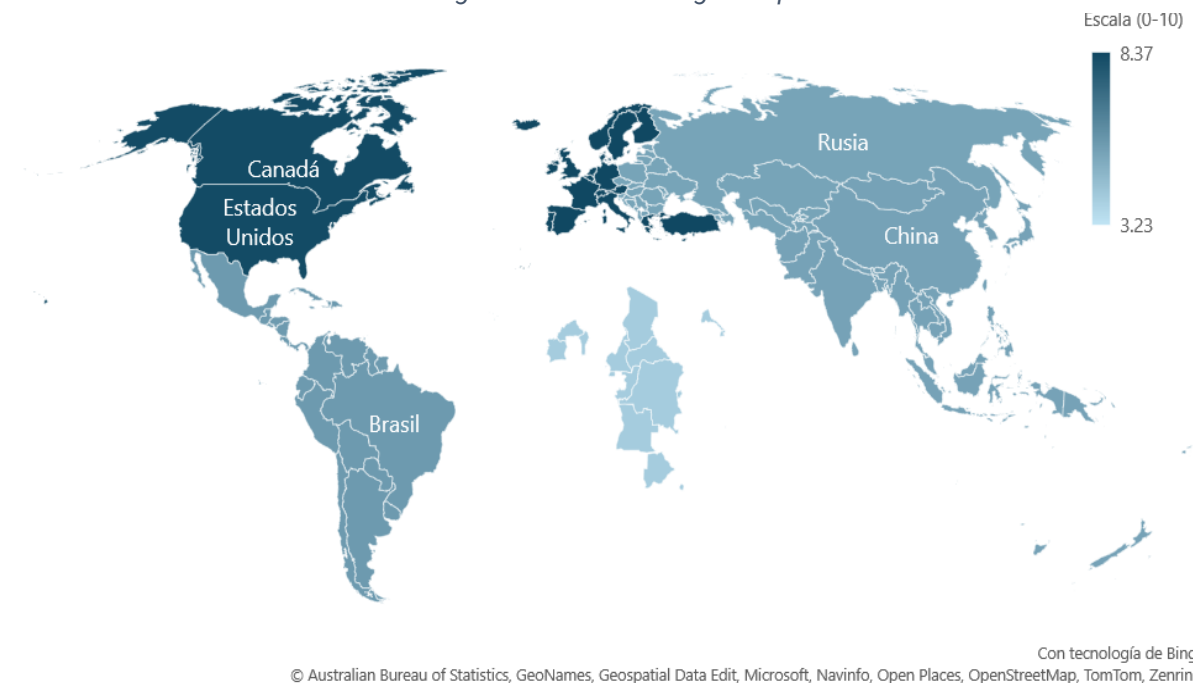 Escala (0-10)
8.37
3.23
Canadá
Estados
Unidos
Rusia
China
Brasil
Con tecnología de Bing
© Australian Bureau of Statistics, GeoNames, Geospatial Data Edit, Microsoft, Navinfo, Open Places, OpenStreetMap, TomTom, Zenrin